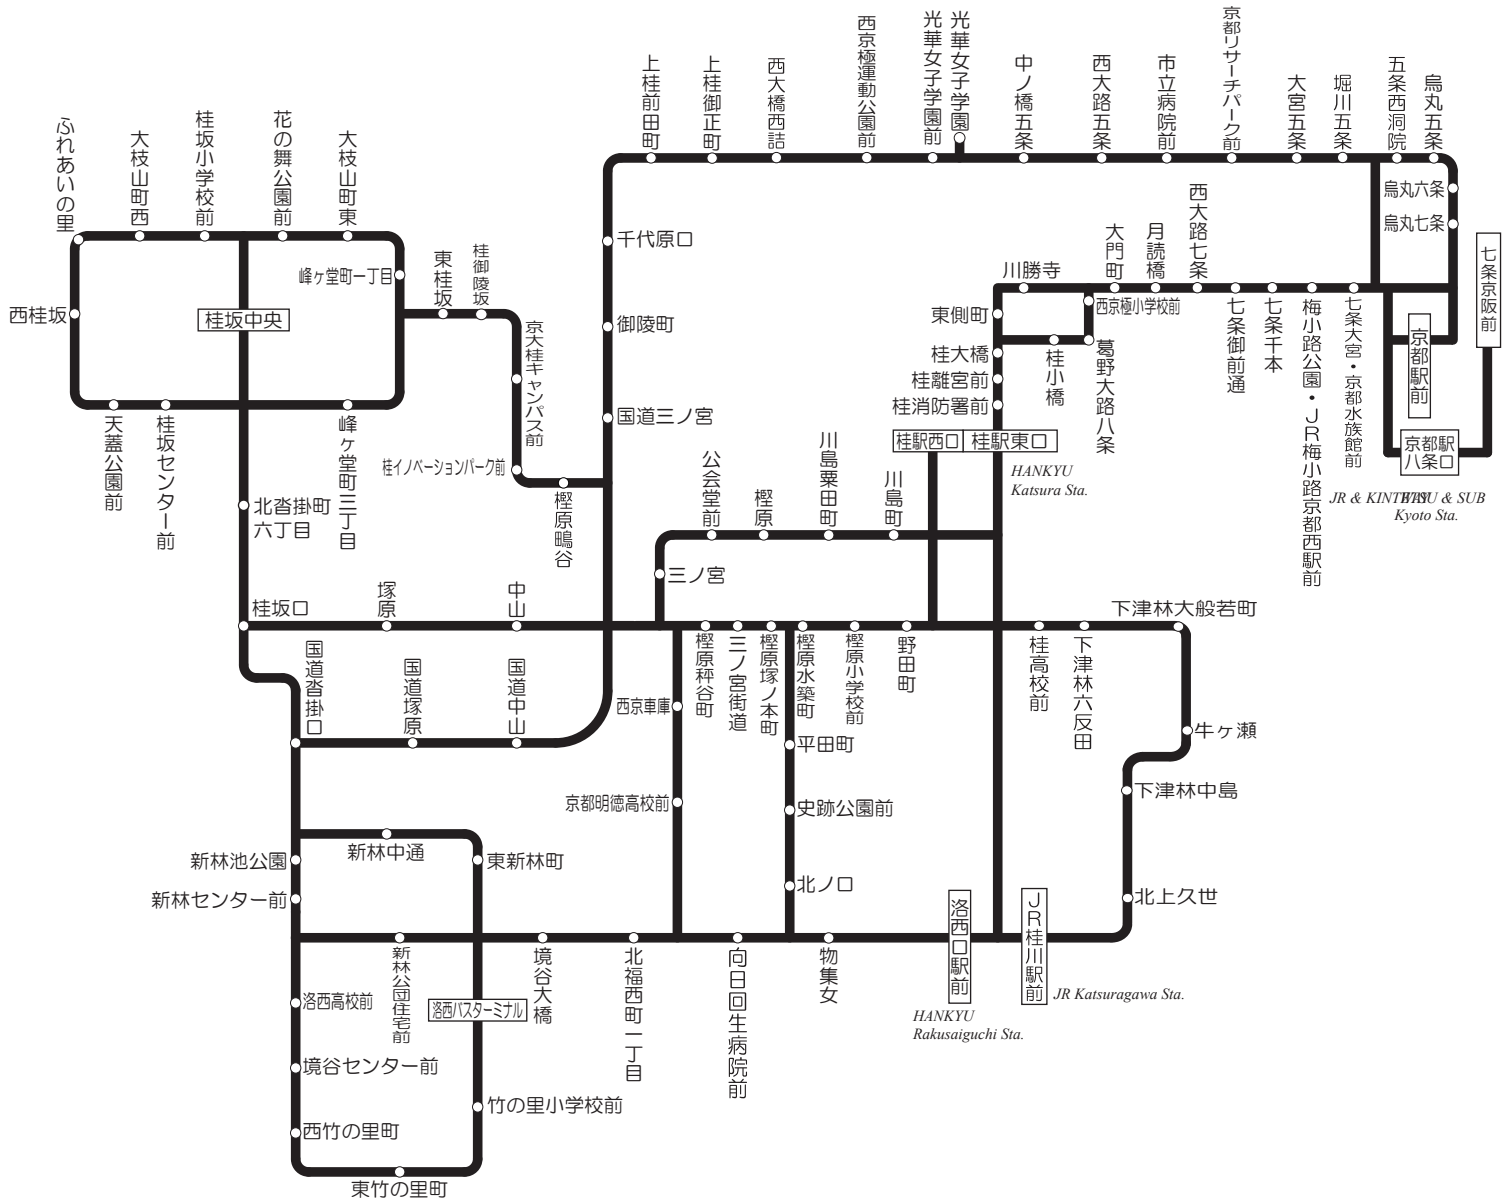 ふれあいの里
大枝山町西
桂坂小学校前
花の舞公園前
大枝山町東
上桂前田町
上桂御正町
西大橋西詰
西京極運動公園前
光華女子学園前
光華女子学園
中ノ橋五条
西大路五条
市立病院前
京都リサーチパーク前
大宮五条
堀川五条
五条西洞院
烏丸五条
烏丸六条
烏丸七条
七条京阪前
西桂坂
桂坂中央
峰ヶ堂町一丁目
東桂坂
桂御陵坂
京大桂キャンパス前
桂イノベーションパーク前
樫原鴫谷
天蓋公園前
桂坂センター前
峰ヶ堂町三丁目
北沓掛町
六丁目
千代原口
御陵町
国道三ノ宮
川勝寺
大門町
月読橋
西大路七条
西京極小学校前
七条御前通
七条千本
梅小路公園・JR梅小路京都西駅前
七条大宮・京都水族館前
京都駅前
京都駅
八条口
JR & KINTETSU & SUBWAY
Kyoto Sta.
東側町
桂大橋
桂離宮前
桂消防署前
桂小橋
葛野大路八条
桂駅西口
桂駅東口
HANKYU
Katsura Sta.
公会堂前
樫原
川島粟田町
川島町
三ノ宮
桂坂口
塚原
中山
国道沓掛口
国道塚原
国道中山
樫原秤谷町
三ノ宮街道
樫原塚ノ本町
樫原水築町
樫原小学校前
野田町
桂高校前
下津林六反田
下津林大般若町
牛ヶ瀬
下津林中島
北上久世
西京車庫
京都明徳高校前
平田町
史跡公園前
北ノ口
新林池公園
新林センター前
新林中通
東新林町
新林公団住宅前
洛西バスターミナル
境谷大橋
北福西町一丁目
向日回生病院前
物集女
洛西口駅前
HANKYU
Rakusaiguchi Sta.
JR桂川駅前
JR Katsuragawa Sta.
洛西高校前
境谷センター前
西竹の里町
東竹の里町
竹の里小学校前